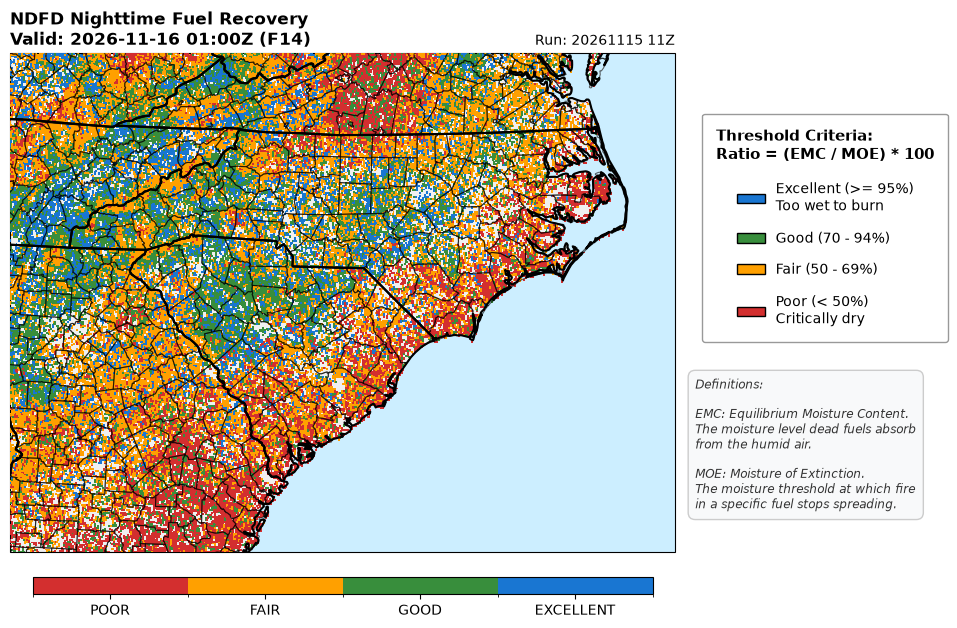 NDFD Nighttime Fuel Recovery
Valid: 2026-11-16 01:00Z (F14)
Run: 20261115 11Z
Threshold Criteria:
Ratio = (EMC / MOE) * 100
Excellent (>= 95%)
Too wet to burn
Good (70 - 94%)
Fair (50 - 69%)
Poor (< 50%)
Critically dry
Definitions:
EMC: Equilibrium Moisture Content.
The moisture level dead fuels absorb
from the humid air.
MOE: Moisture of Extinction.
The moisture threshold at which fire
in a specific fuel stops spreading.
POOR
FAIR
GOOD
EXCELLENT